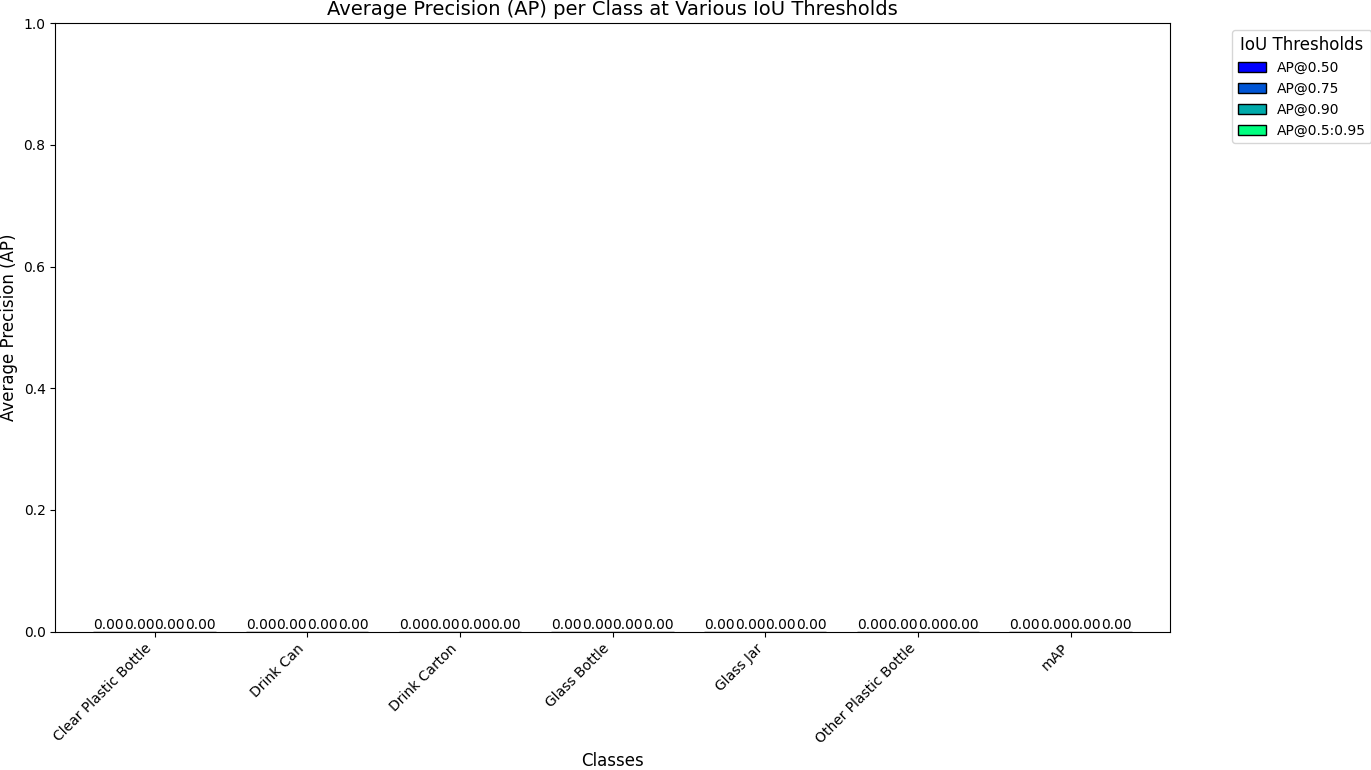 Average Precision (AP) per Class at Various IoU Thresholds
IoU Thresholds
AP@0.50
AP@0.75
AP@0.90
AP@0.5:0.95
Average Precision (AP)
1.0
0.8
0.6
0.4
0.2
0.0
0.00 0.00 0.00 0.00 0.00 0.00 0.00 0.00 0.00 0.00 0.00 0.00 0.00 0.00 0.00 0.00 0.00 0.00 0.00 0.00 0.00 0.00 0.00 0.00 0.00 0.00 0.00 0.00
Clear Plastic Bottle
Drink Can
Drink Carton
Glass Bottle
Glass Jar
Other Plastic Bottle
mAP
Classes